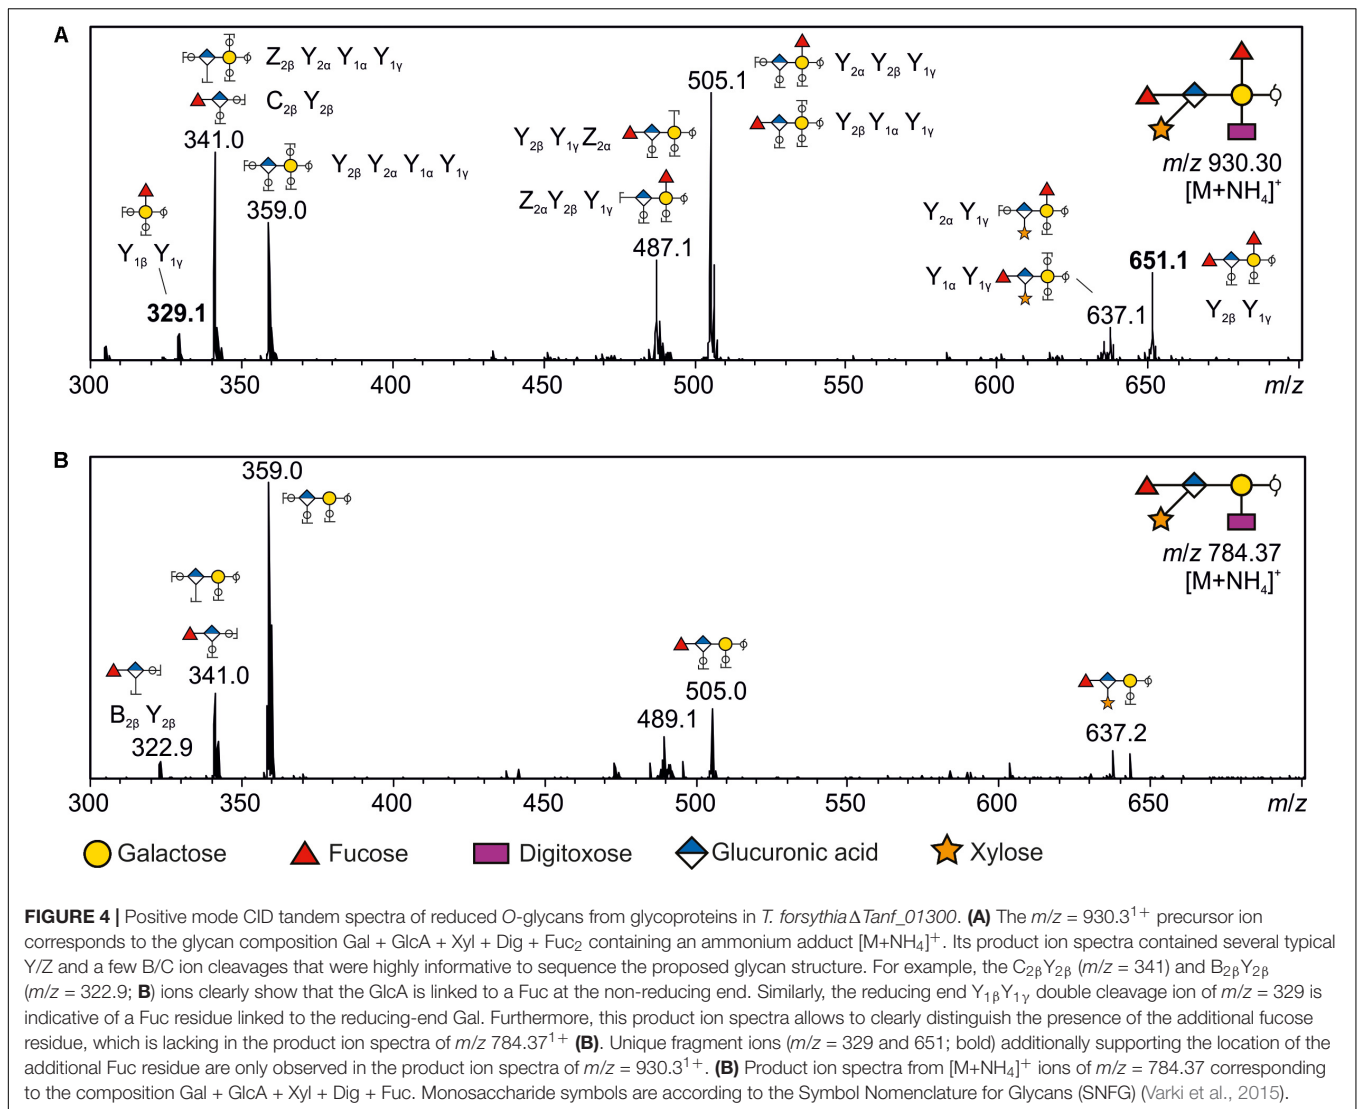 A
Z2β Y2α Y1α Y1γ
C2β Y2β
341.0
Y2β Y2α Y1α Y1γ
359.0
Y1β Y1γ
329.1
Y2β Y1γ Z2α
Z2αY2β Y1γ
487.1
505.1
Y2α Y2β Y1γ
Y2β Y1α Y1γ
Y2α Y1γ
Y1α Y1γ
637.1
651.1
Y2β Y1γ
m/z 930.30
[M+NH4]+
300 350 400 450 500 550 600 650 m/z
B
359.0
341.0
B2β Y2β
322.9
489.1
505.0
637.2
m/z 784.37
[M+NH4]+
300 350 400 450 500 550 600 650 m/z
Galactose Fucose Digitoxose Glucuronic acid Xylose
FIGURE 4 | Positive mode CID tandem spectra of reduced O-glycans from glycoproteins in T. forsythia ΔTanf_01300. (A) The m/z = 930.3¹⁺ precursor ion
corresponds to the glycan composition Gal + GlcA + Xyl + Dig + Fuc2 containing an ammonium adduct [M+NH4]+. Its product ion spectra contained several typical
Y/Z and a few B/C ion cleavages that were highly informative to sequence the proposed glycan structure. For example, the C2βY2β (m/z = 341) and B2βY2β
(m/z = 322.9; B) ions clearly show that the GlcA is linked to a Fuc at the non-reducing end. Similarly, the reducing end Y1βY1γ double cleavage ion of m/z = 329 is
indicative of a Fuc residue linked to the reducing-end Gal. Furthermore, this product ion spectra allows to clearly distinguish the presence of the additional fucose
residue, which is lacking in the product ion spectra of m/z 784.37¹⁺ (B). Unique fragment ions (m/z = 329 and 651; bold) additionally supporting the location of the
additional Fuc residue are only observed in the product ion spectra of m/z = 930.3¹⁺. (B) Product ion spectra from [M+NH4]+ ions of m/z = 784.37 corresponding
to the composition Gal + GlcA + Xyl + Dig + Fuc. Monosaccharide symbols are according to the Symbol Nomenclature for Glycans (SNFG) (Varki et al., 2015).